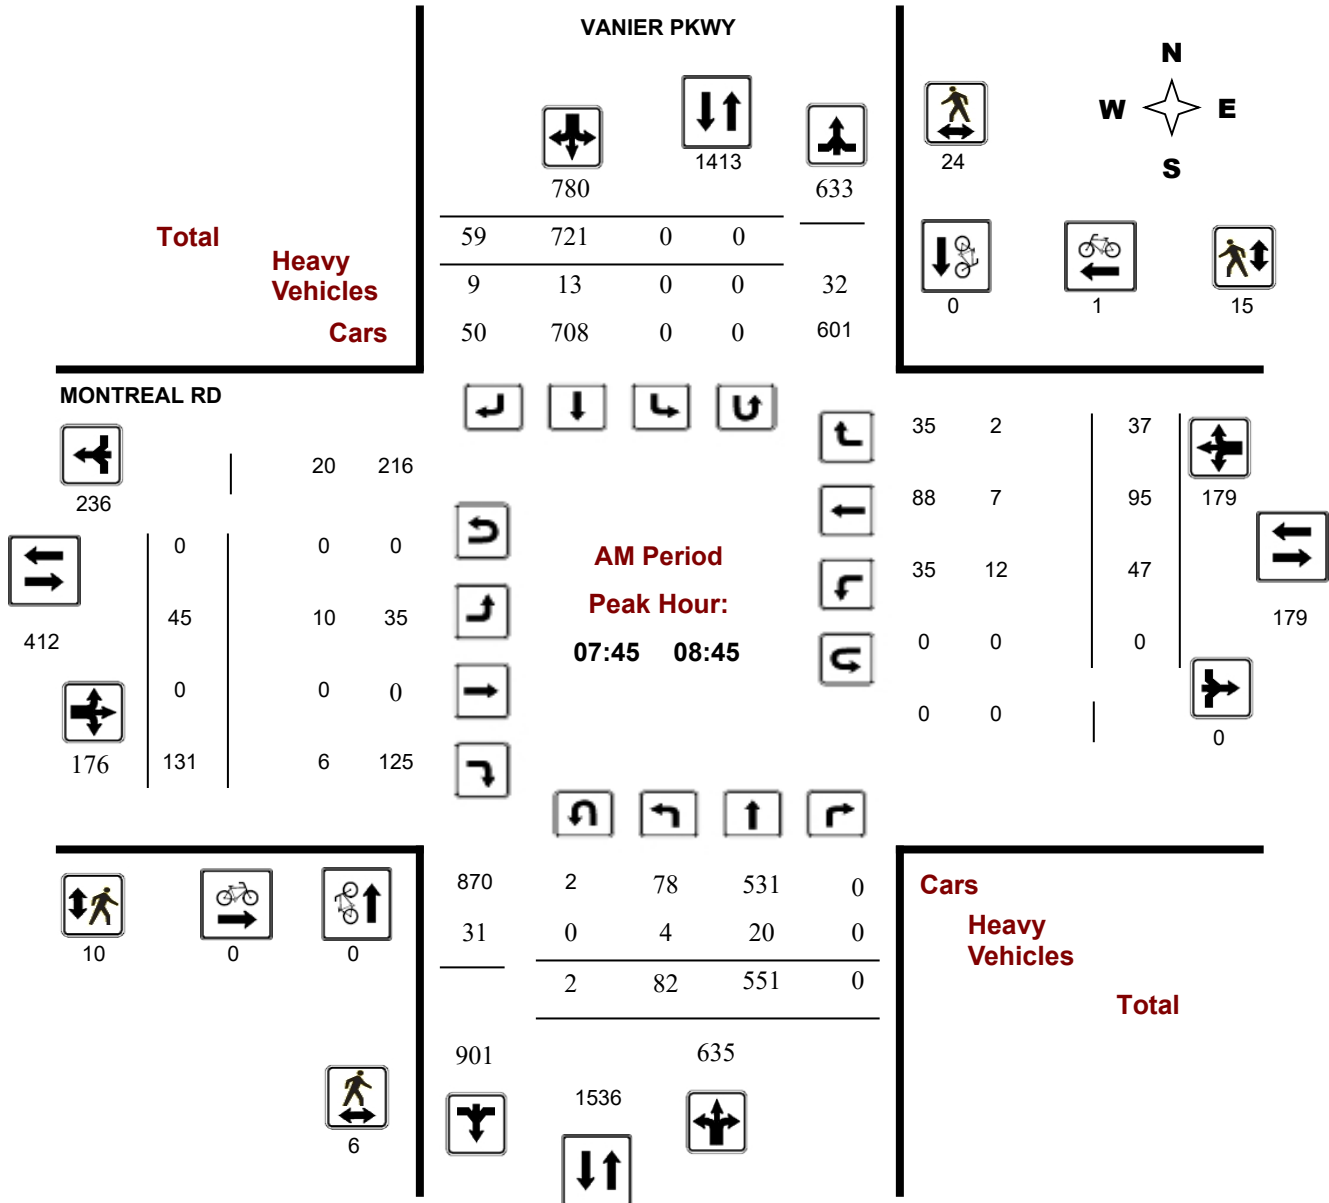 VANIER PKWY
N
W E
S
1413
24
780
633
Total
59 721 0 0
Heavy
Vehicles
9 13 0 0 32
0 1 15
Cars
50 708 0 0 601
MONTREAL RD
35 2 37
20 216
236
88 7 95 179
0 0 0
AM Period
35 12 47
45 10 35
Peak Hour:
412
179
07:45 08:45
0 0 0
0 0 0
0 0
0
176 131 6 125
870 2 78 531 0
Cars
31 0 4 20 0
Heavy
Vehicles
10 0 0
2 82 551 0
Total
901 635
1536
6